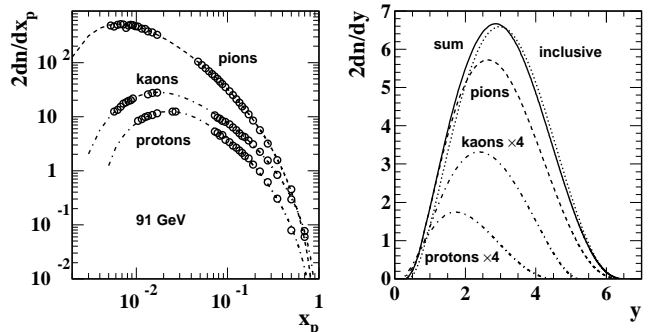 2dn/dx_p
10^2
10
1
10^-1
10^-2
pions
kaons
protons
91 GeV
10^-2
10^-1
1
x_p
2dn/dy
7
6
5
4
3
2
1
0
sum
inclusive
pions
kaons ×4
protons ×4
0
2
4
6
y